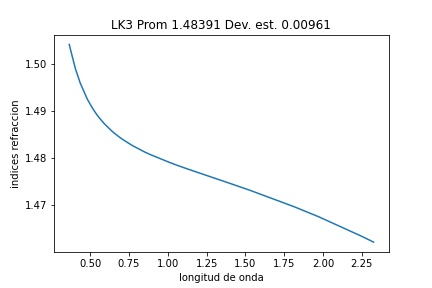 LK3 Prom 1.48391 Dev. est. 0.00961
indices refraccion
1.50
1.49
1.48
1.47
0.50 0.75 1.00 1.25 1.50 1.75 2.00 2.25
longitud de onda